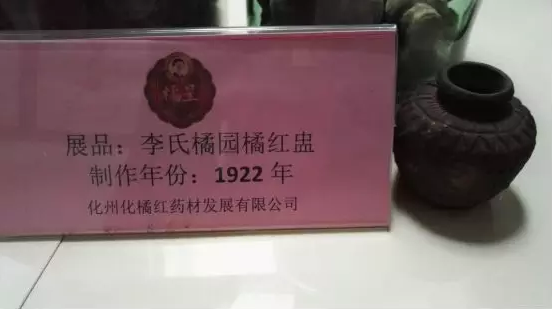 展品：李氏橘园橘红盅
制作年份：1922 年
化州化橘红药材发展有限公司